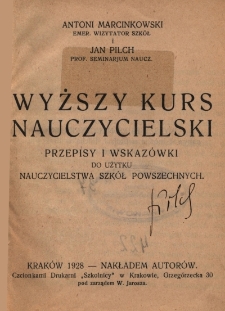 ANTONI MARCINKOWSKI
EMER. WIZYTATOR SZKÓŁ
I
JAN PILCH
PROF. SEMINARJUM NAUCZ.
WYŻSZY KURS
NAUCZYCIELSKI
PRZEPISY I WSKAZÓWKI
DO UŻYTKU
NAUCZYCIELSTWA SZKÓŁ POWSZECHNYCH.
KRAKÓW 1928 — NAKŁADEM AUTORÓW.
Czcionkami Drukarni „Szkolnicy" w Krakowie, Grzegórzecka 30
pod zarządem W. Jarosza.